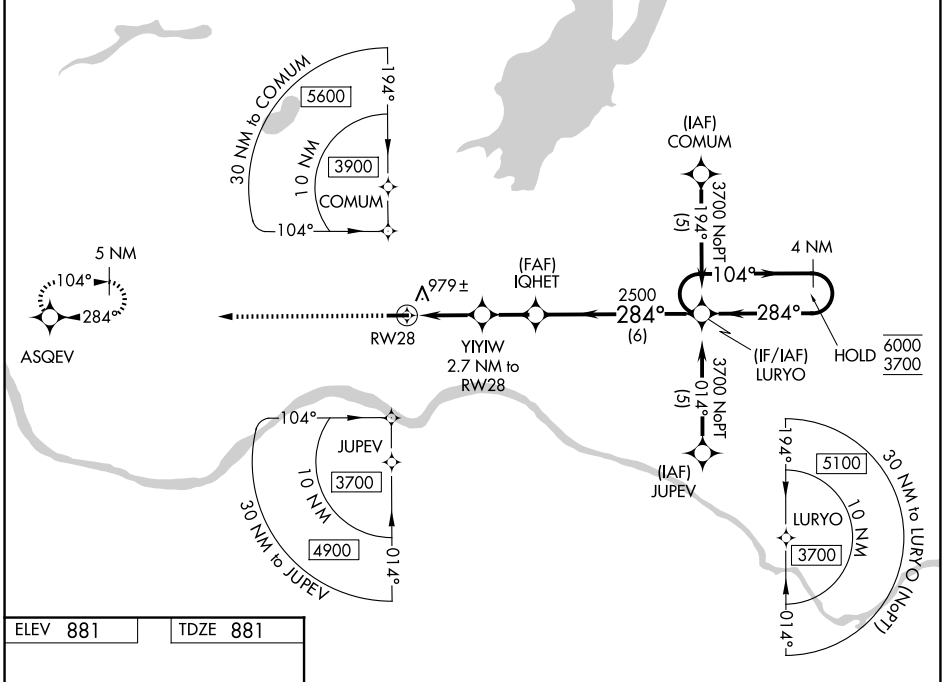 30 NM to COMUM
5600
194°
10 NM
3900
COMUM
104°
(IAF)
COMUM
3700 NoPT
194°
(5)
4 NM
104°
284°
HOLD
6000
3700
(IF/IAF)
LURYO
2500
284°
(6)
(FAF)
IQHET
979±
RW28
YIYIW
2.7 NM to
RW28
5 NM
104°
284°
ASQEV
3700 NoPT
014°
(5)
(IAF)
JUPEV
104°
JUPEV
3700
10 NM
4900
30 NM to JUPEV
014°
194°
5100
30 NM to LURYO (NoPT)
10 NM
LURYO
3700
014°
ELEV 881
TDZE 881